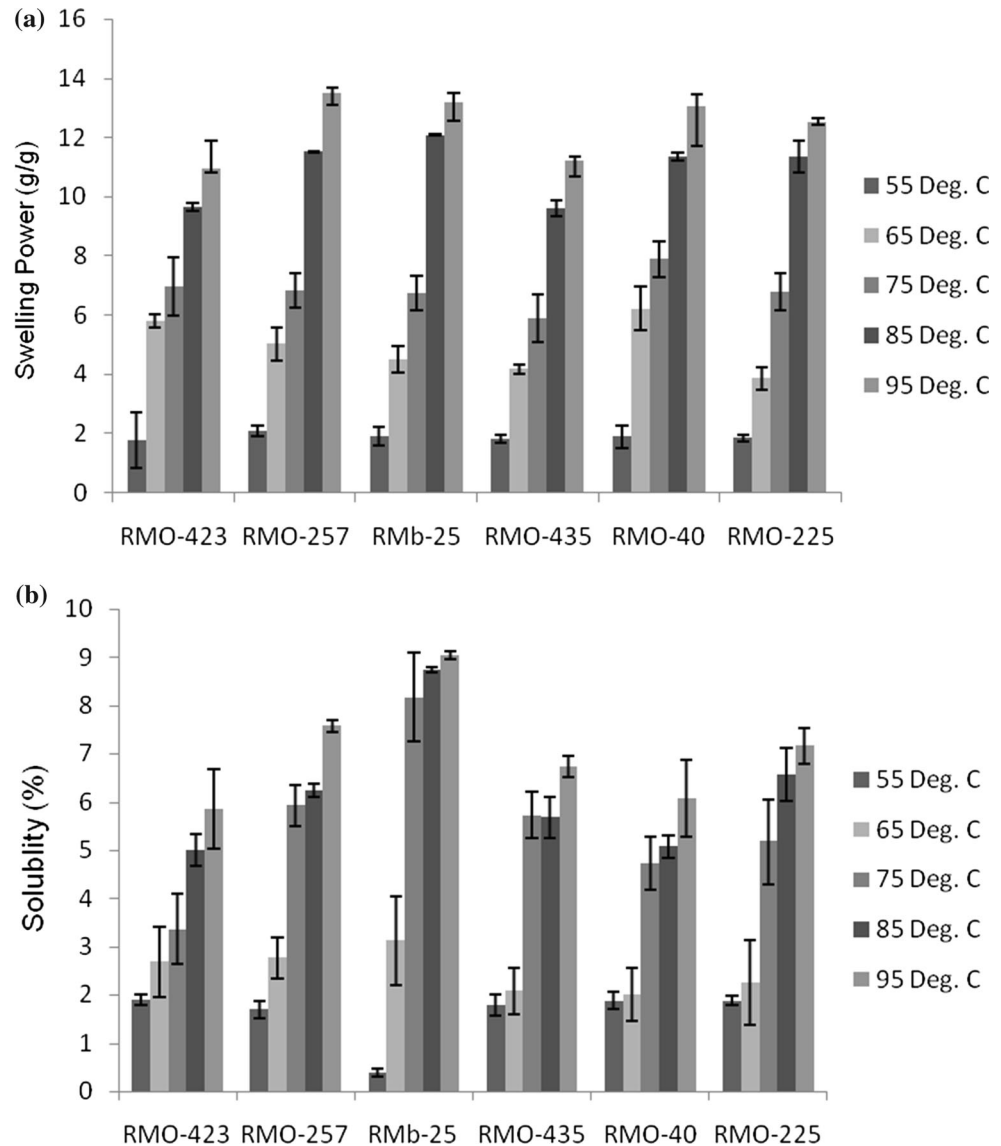 (a)
Swelling Power (g/g)
16
14
12
10
8
6
4
2
0
RMO-423 RMO-257 RMb-25 RMO-435 RMO-40 RMO-225
55 Deg. C
65 Deg. C
75 Deg. C
85 Deg. C
95 Deg. C
(b)
Solublity (%)
10
9
8
7
6
5
4
3
2
1
0
RMO-423 RMO-257 RMb-25 RMO-435 RMO-40 RMO-225
55 Deg. C
65 Deg. C
75 Deg. C
85 Deg. C
95 Deg. C